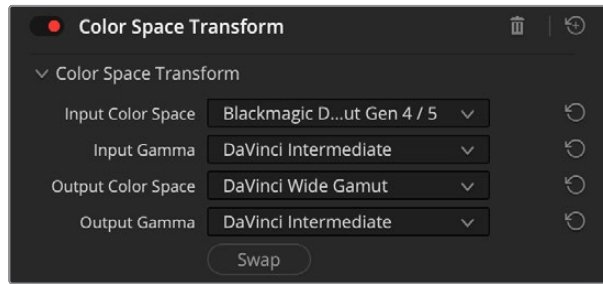 Color Space Transform
Color Space Transform
Input Color Space Blackmagic D...ut Gen 4 / 5
Input Gamma DaVinci Intermediate
Output Color Space DaVinci Wide Gamut
Output Gamma DaVinci Intermediate
Swap